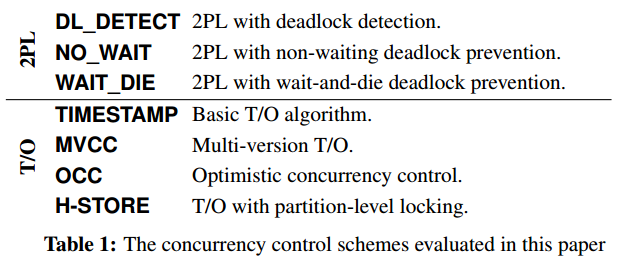 2PL
DL_DETECT 2PL with deadlock detection.
NO_WAIT 2PL with non-waiting deadlock prevention.
WAIT_DIE 2PL with wait-and-die deadlock prevention.
T/O
TIMESTAMP Basic T/O algorithm.
MVCC Multi-version T/O.
OCC Optimistic concurrency control.
H-STORE T/O with partition-level locking.
Table 1: The concurrency control schemes evaluated in this paper